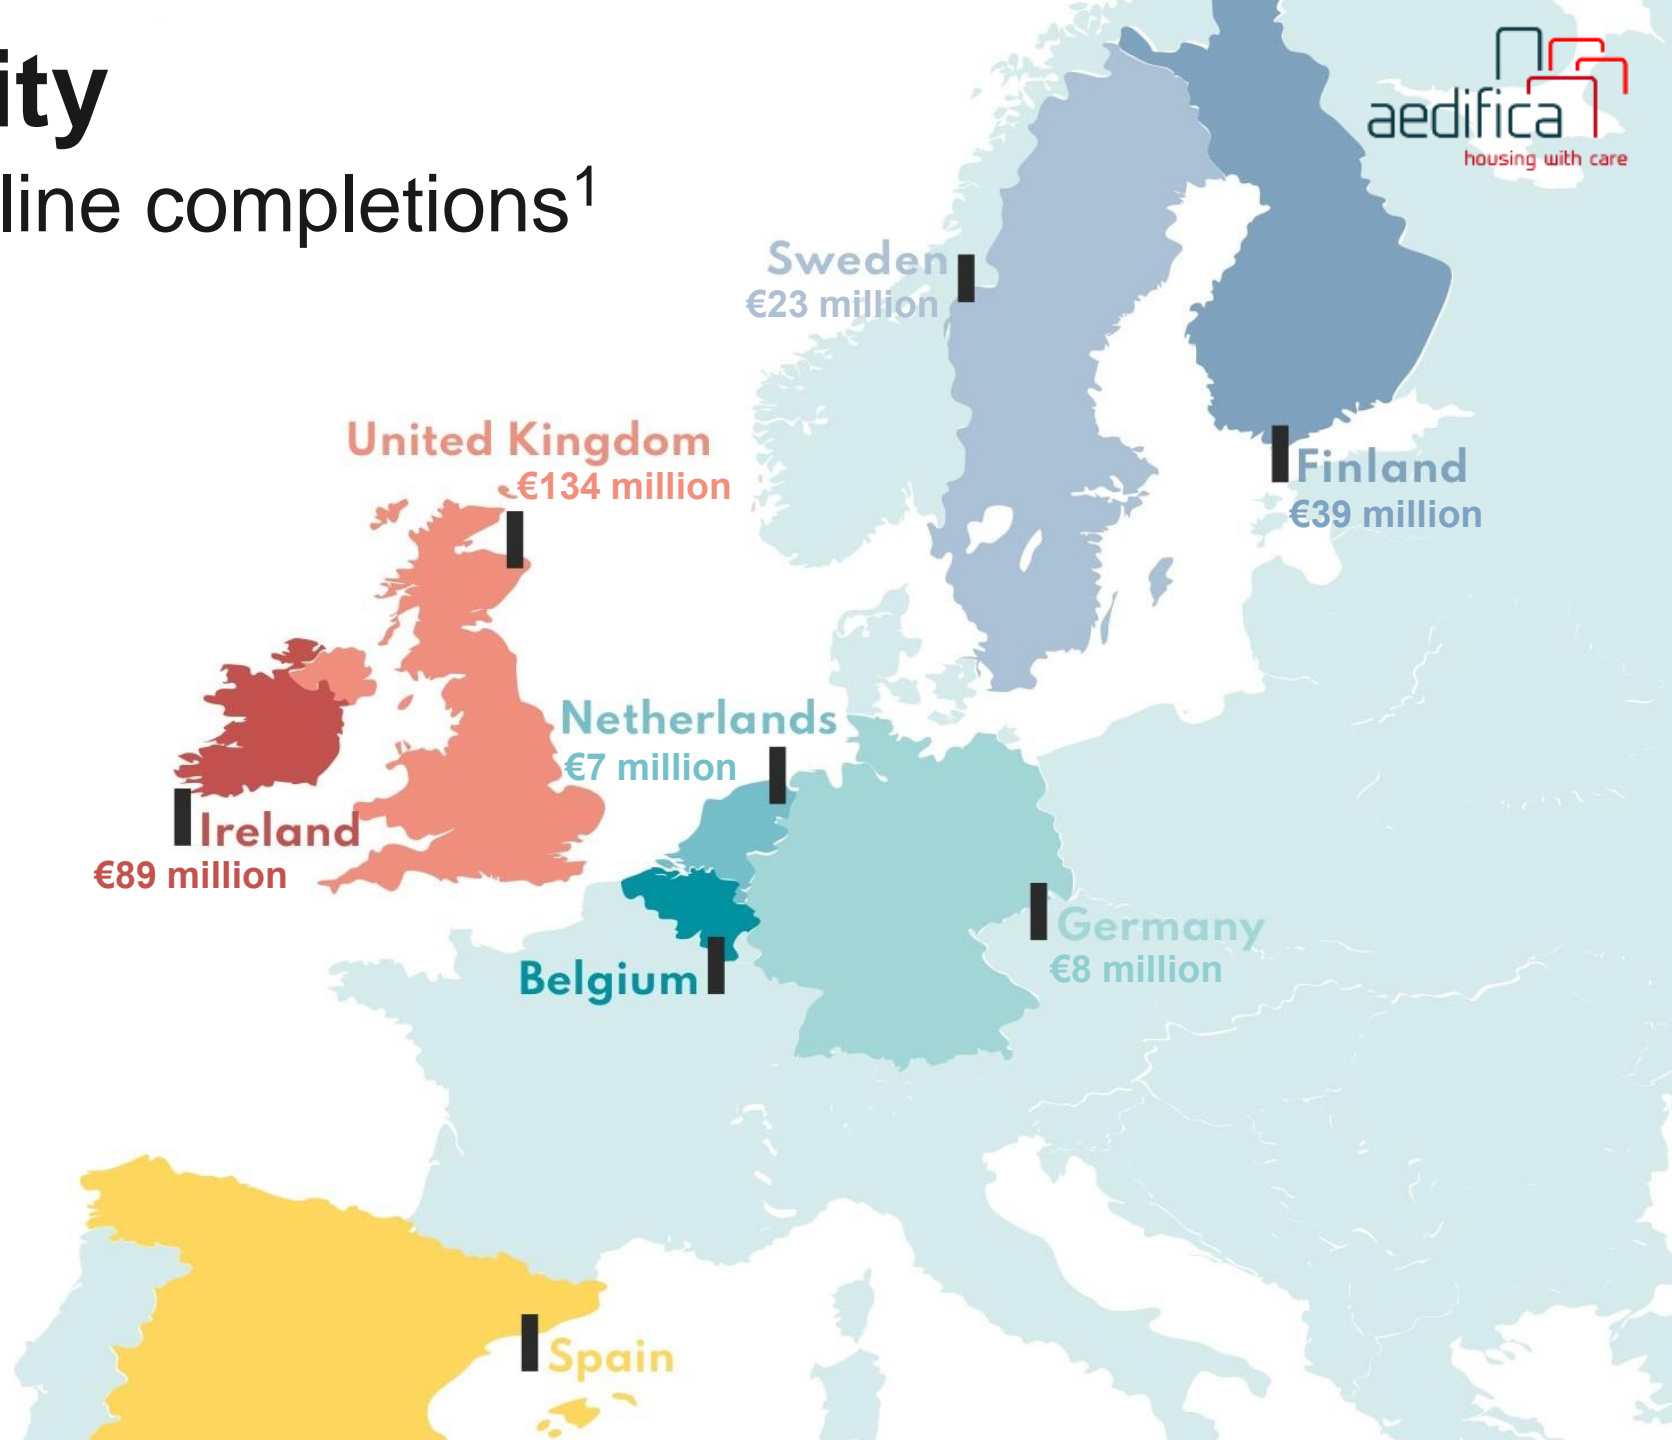 ity
line completions¹
aedifica
housing with care
Sweden
€23 million
United Kingdom
€134 million
Finland
€39 million
Netherlands
€7 million
Ireland
€89 million
Germany
€8 million
Belgium
Spain